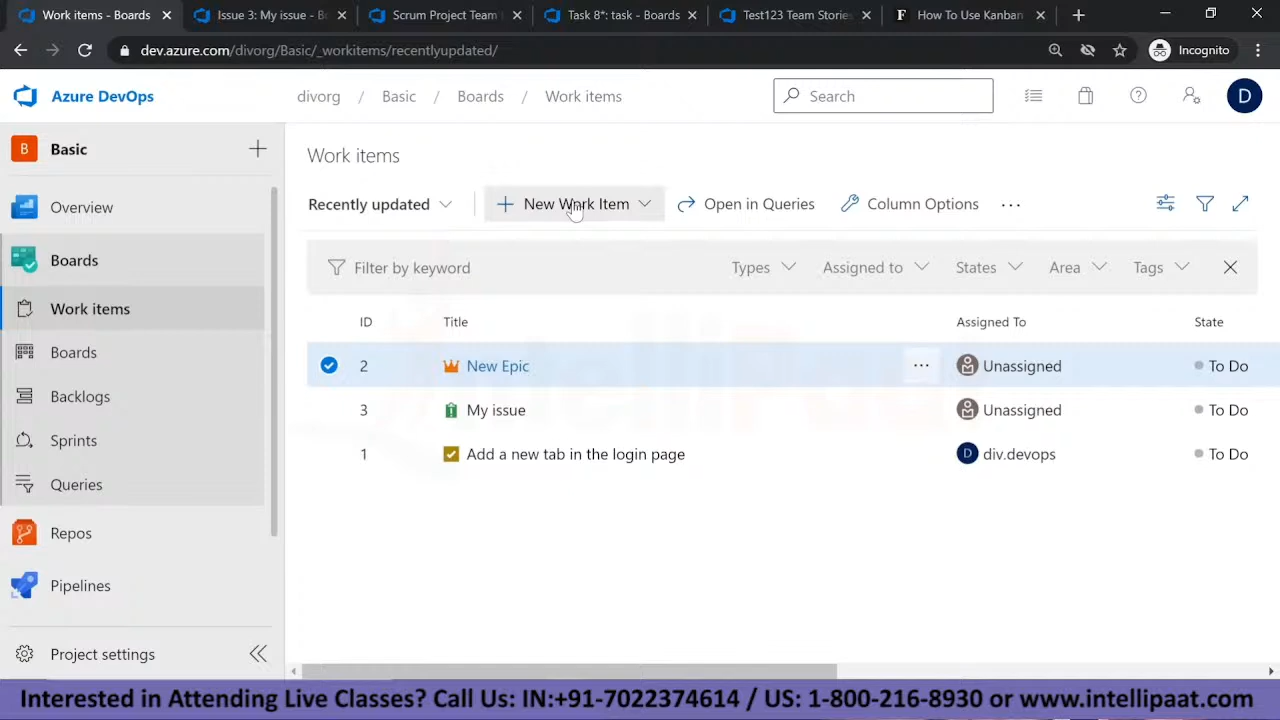 Work items - Boards
Issue 3: My issue - B
Scrum Project Team
Task 8*: task - Boards
Test123 Team Stories
F How To Use Kanban
dev.azure.com/divorg/Basic/_workitems/recentlyupdated/
Incognito
Azure DevOps
divorg / Basic / Boards / Work items
Search
D
B Basic
Work items
Overview
Recently updated
New Work Item
Open in Queries
Column Options
Boards
Filter by keyword
Types
Assigned to
States
Area
Tags
Work items
ID Title Assigned To State
Boards
2 New Epic Unassigned To Do
Backlogs
3 My issue Unassigned To Do
Sprints
1 Add a new tab in the login page D div.devops To Do
Queries
Repos
Pipelines
Project settings
Interested in Attending Live Classes? Call Us: IN:+91-7022374614 / US: 1-800-216-8930 or www.intellipaat.com